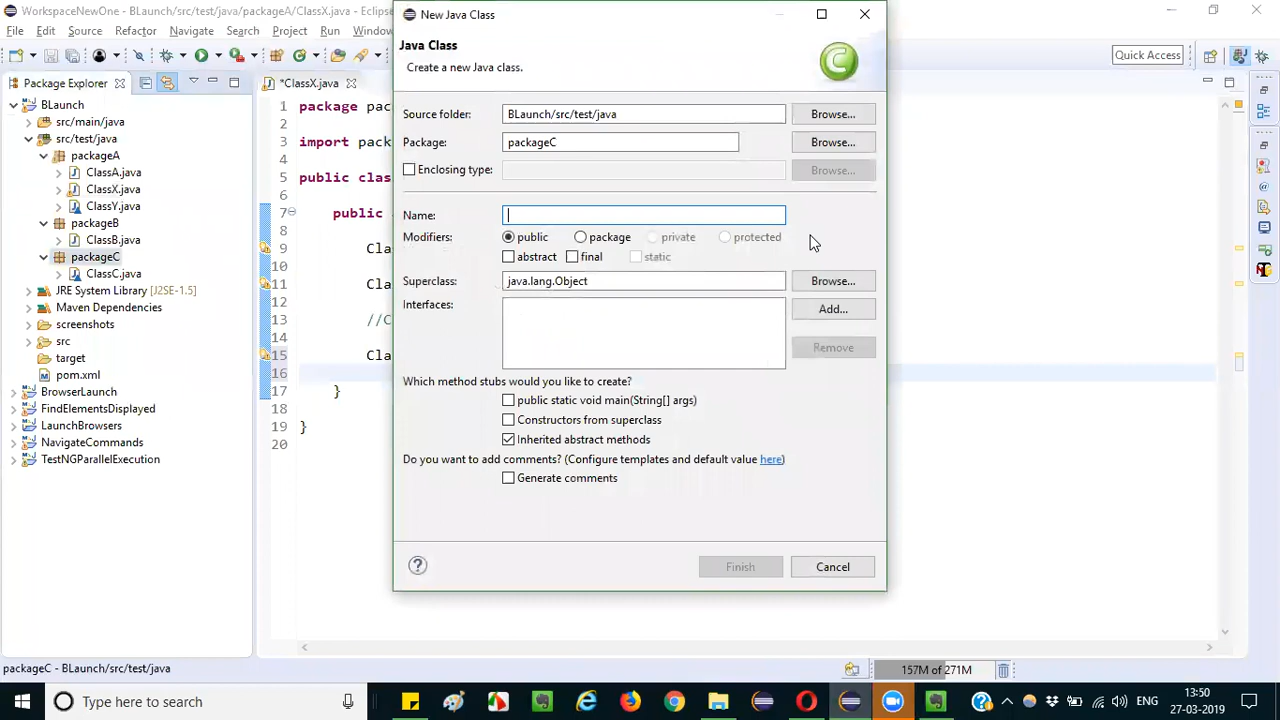 WorkspaceNewOne - BLaunch/src/test/java/packageA/ClassX.java - Eclipse
File Edit Source Refactor Navigate Search Project Run Window
Quick Access
Package Explorer
*ClassX.java
BLaunch
src/main/java
src/test/java
packageA
ClassA.java
ClassX.java
ClassY.java
packageB
ClassB.java
packageC
ClassC.java
JRE System Library [J2SE-1.5]
Maven Dependencies
screenshots
src
target
pom.xml
BrowserLaunch
FindElementsDisplayed
LaunchBrowsers
NavigateCommands
TestNGParallelExecution
1 package pac
2
3 import pack
4
5 public clas
6
7 public
8
9 Cla
10
11 Cla
12
13 //C
14
15 Cla
16
17 }
18
19 }
20
New Java Class
Java Class
Create a new Java class.
Source folder: BLaunch/src/test/java Browse...
Package: packageC Browse...
Enclosing type: Browse...
Name:
Modifiers: public package private protected
abstract final static
Superclass: java.lang.Object Browse...
Interfaces: Add...
Remove
Which method stubs would you like to create?
public static void main(String[] args)
Constructors from superclass
Inherited abstract methods
Do you want to add comments? (Configure templates and default value here)
Generate comments
Finish Cancel
packageC - BLaunch/src/test/java
157M of 271M
Type here to search
ENG
13:50
27-03-2019